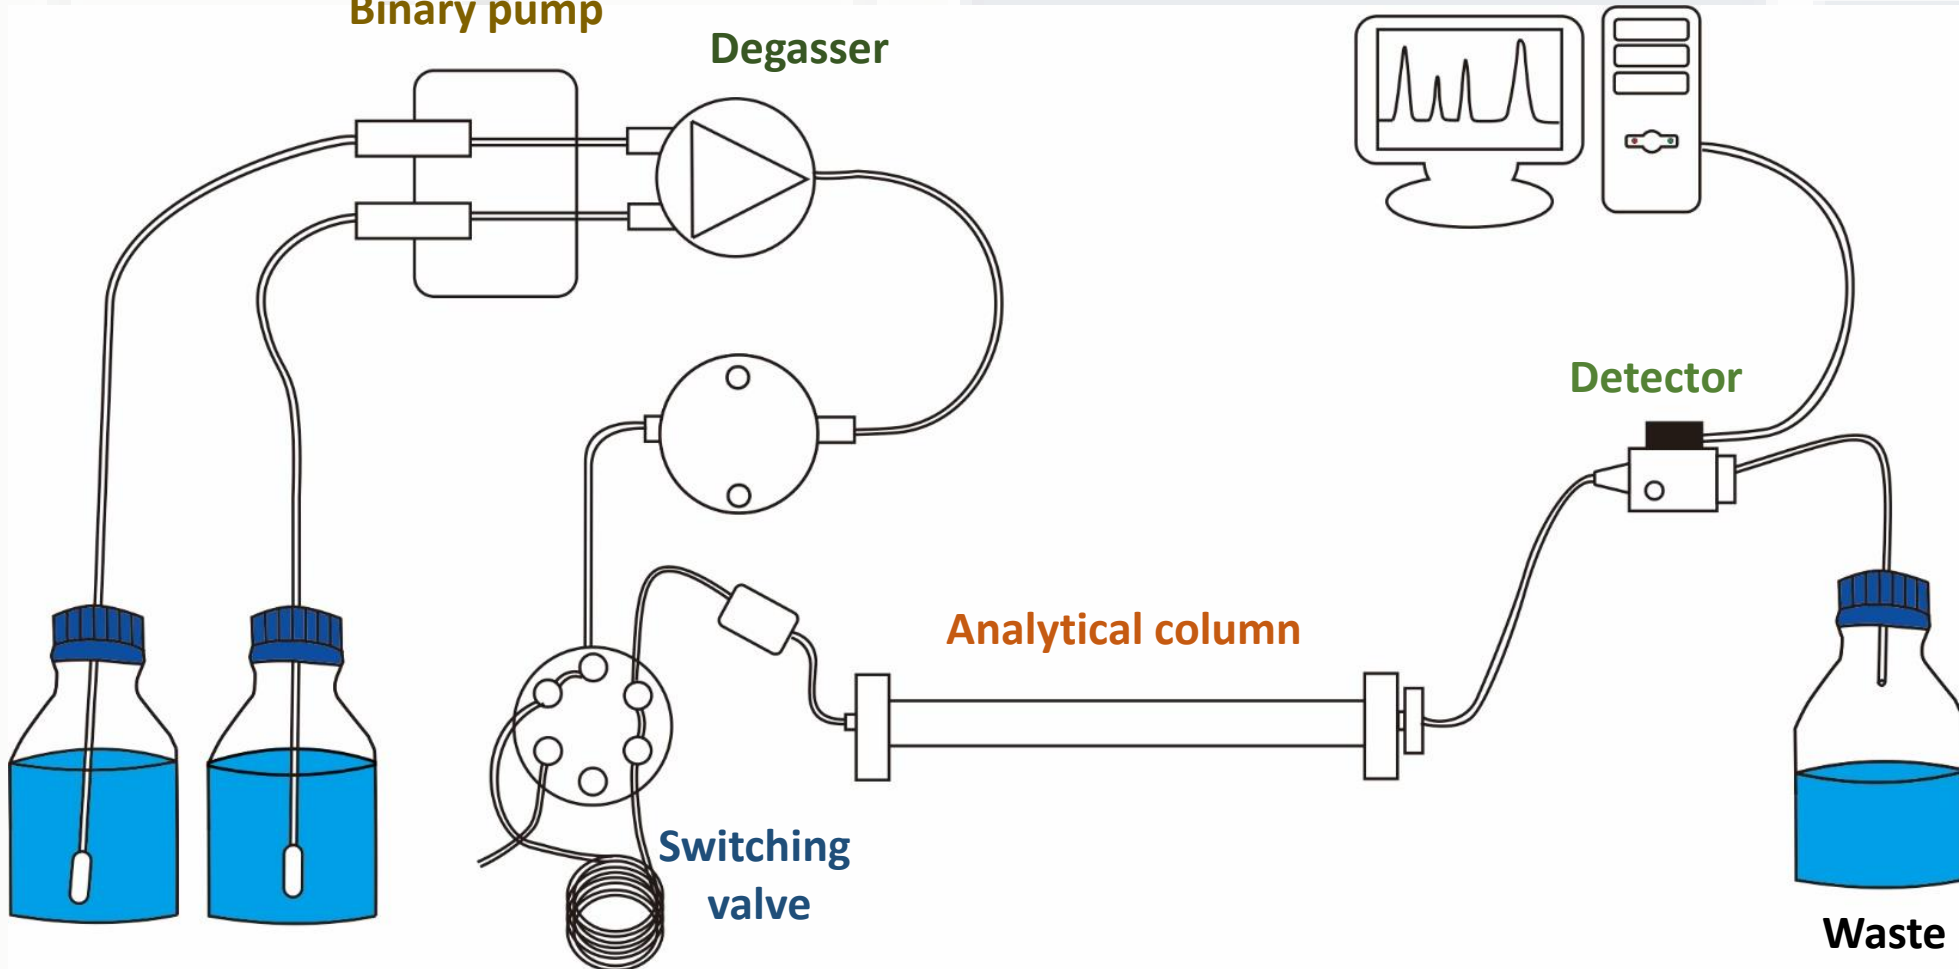 Binary pump
Degasser
Detector
Analytical column
Switching
valve
Waste